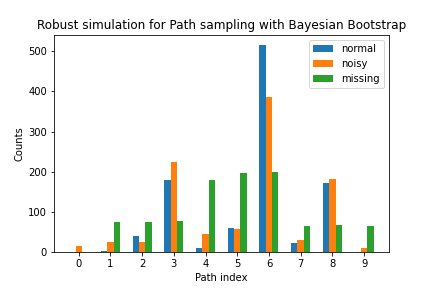 Robust simulation for Path sampling with Bayesian Bootstrap
normal
noisy
missing
500
400
300
200
100
0
Counts
0 1 2 3 4 5 6 7 8 9
Path index